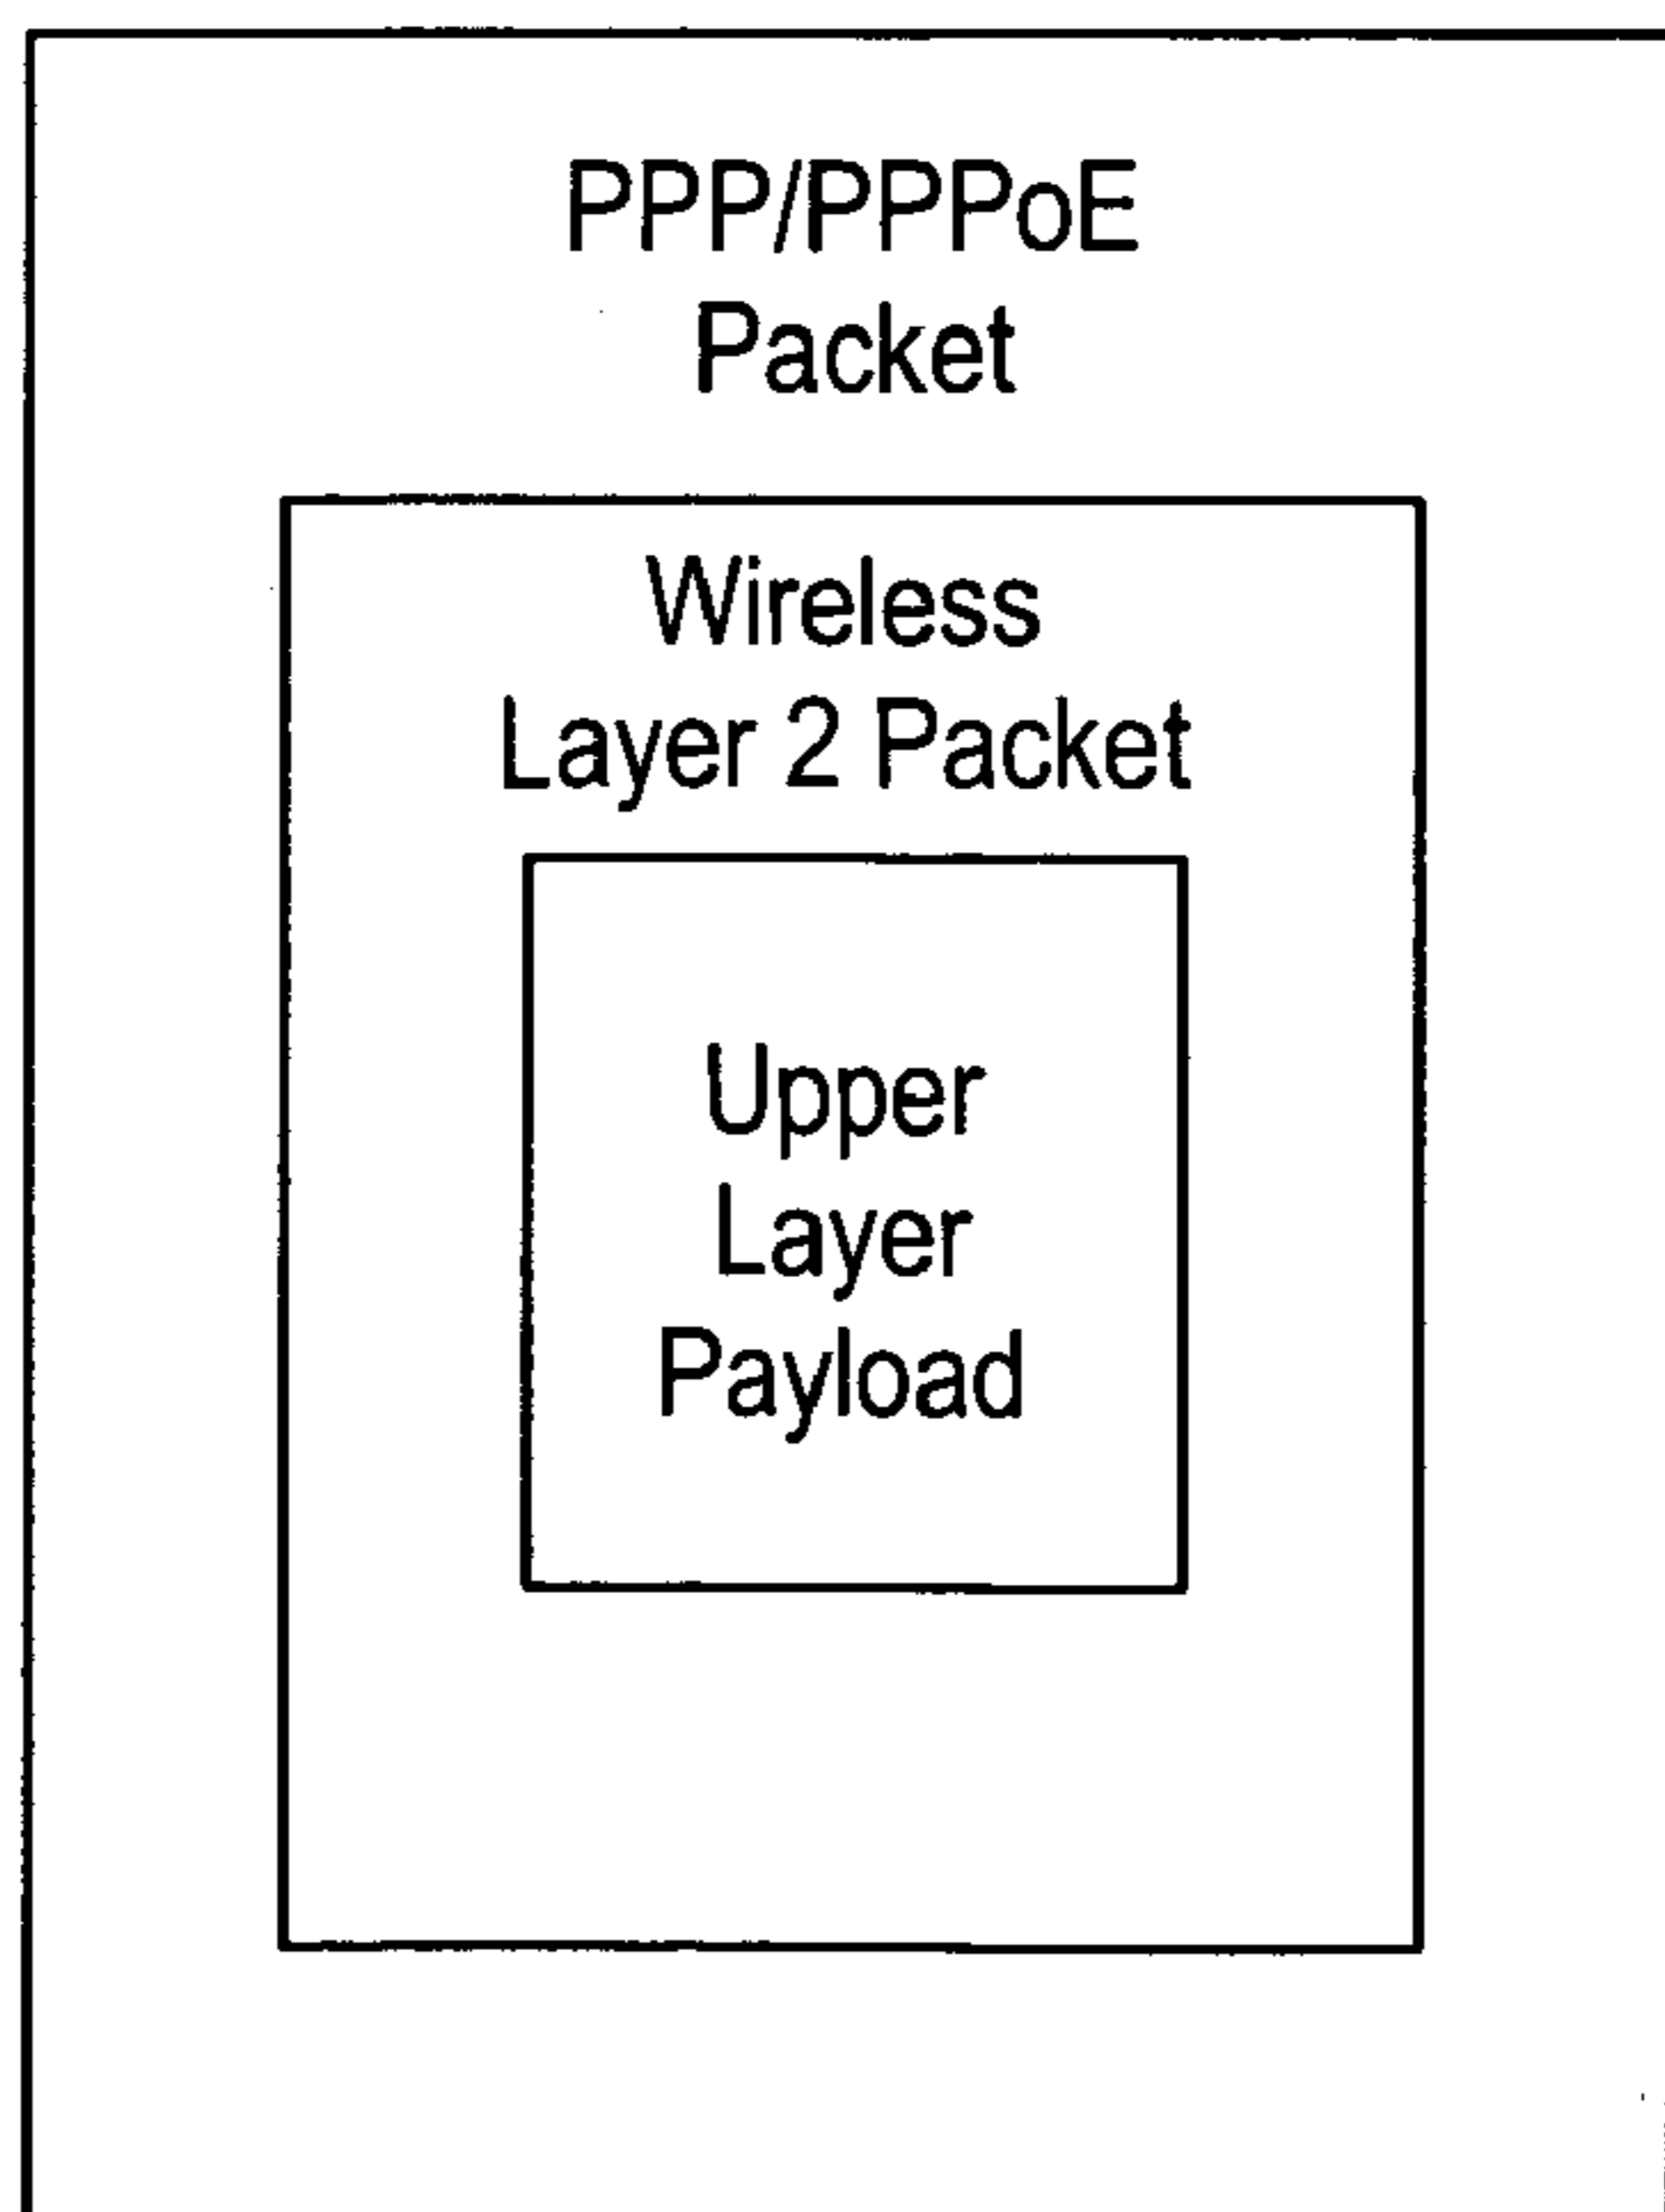 PPP/PPPoE
Packet
Wireless
Layer 2 Packet
Upper
Layer
Payload